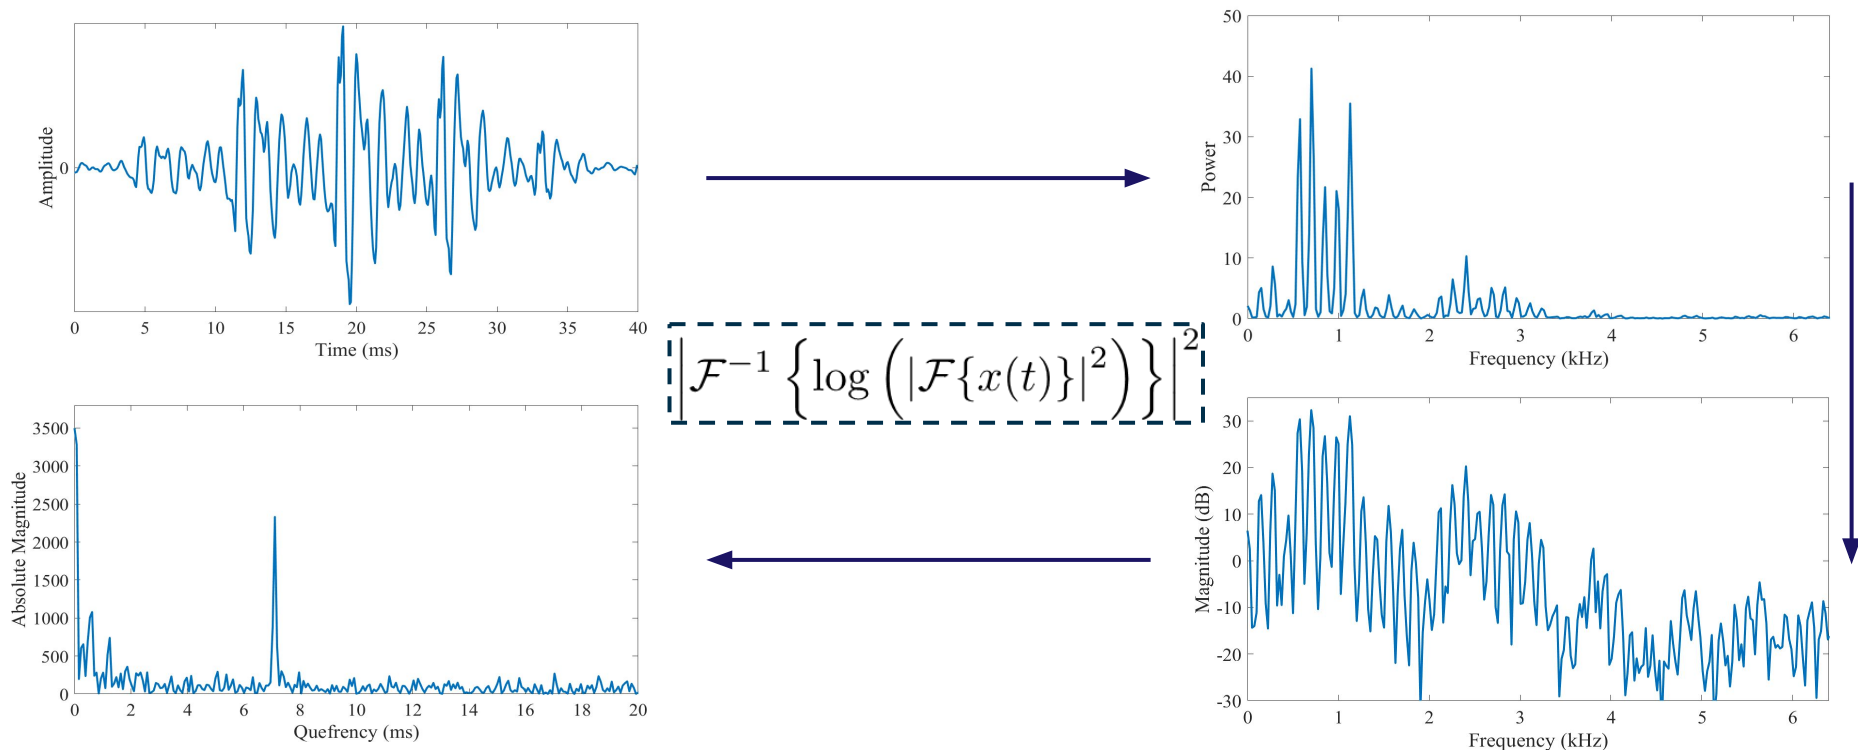 Amplitude
0
0 5 10 15 20 25 30 35 40
Time (ms)
50
40
30
20
10
0
Power
0 1 2 3 4 5 6
Frequency (kHz)
|ℱ⁻¹{log(|ℱ{x(t)}|²)}|²
3500
3000
2500
2000
1500
1000
500
0
Absolute Magnitude
0 2 4 6 8 10 12 14 16 18 20
Quefrency (ms)
30
20
10
0
-10
-20
-30
Magnitude (dB)
0 1 2 3 4 5 6
Frequency (kHz)